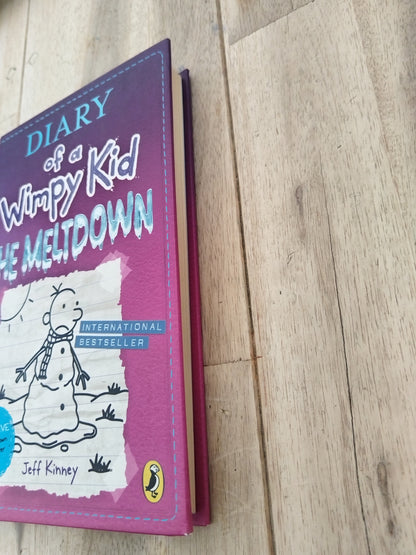 DIARY
of a
Wimpy Kid
HE MELTDOWN
INTERNATIONAL
BESTSELLER
Jeff Kinney